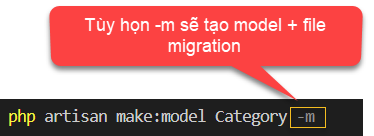 Tùy họn -m sẽ tạo model + file
migration
php artisan make:model Category -m